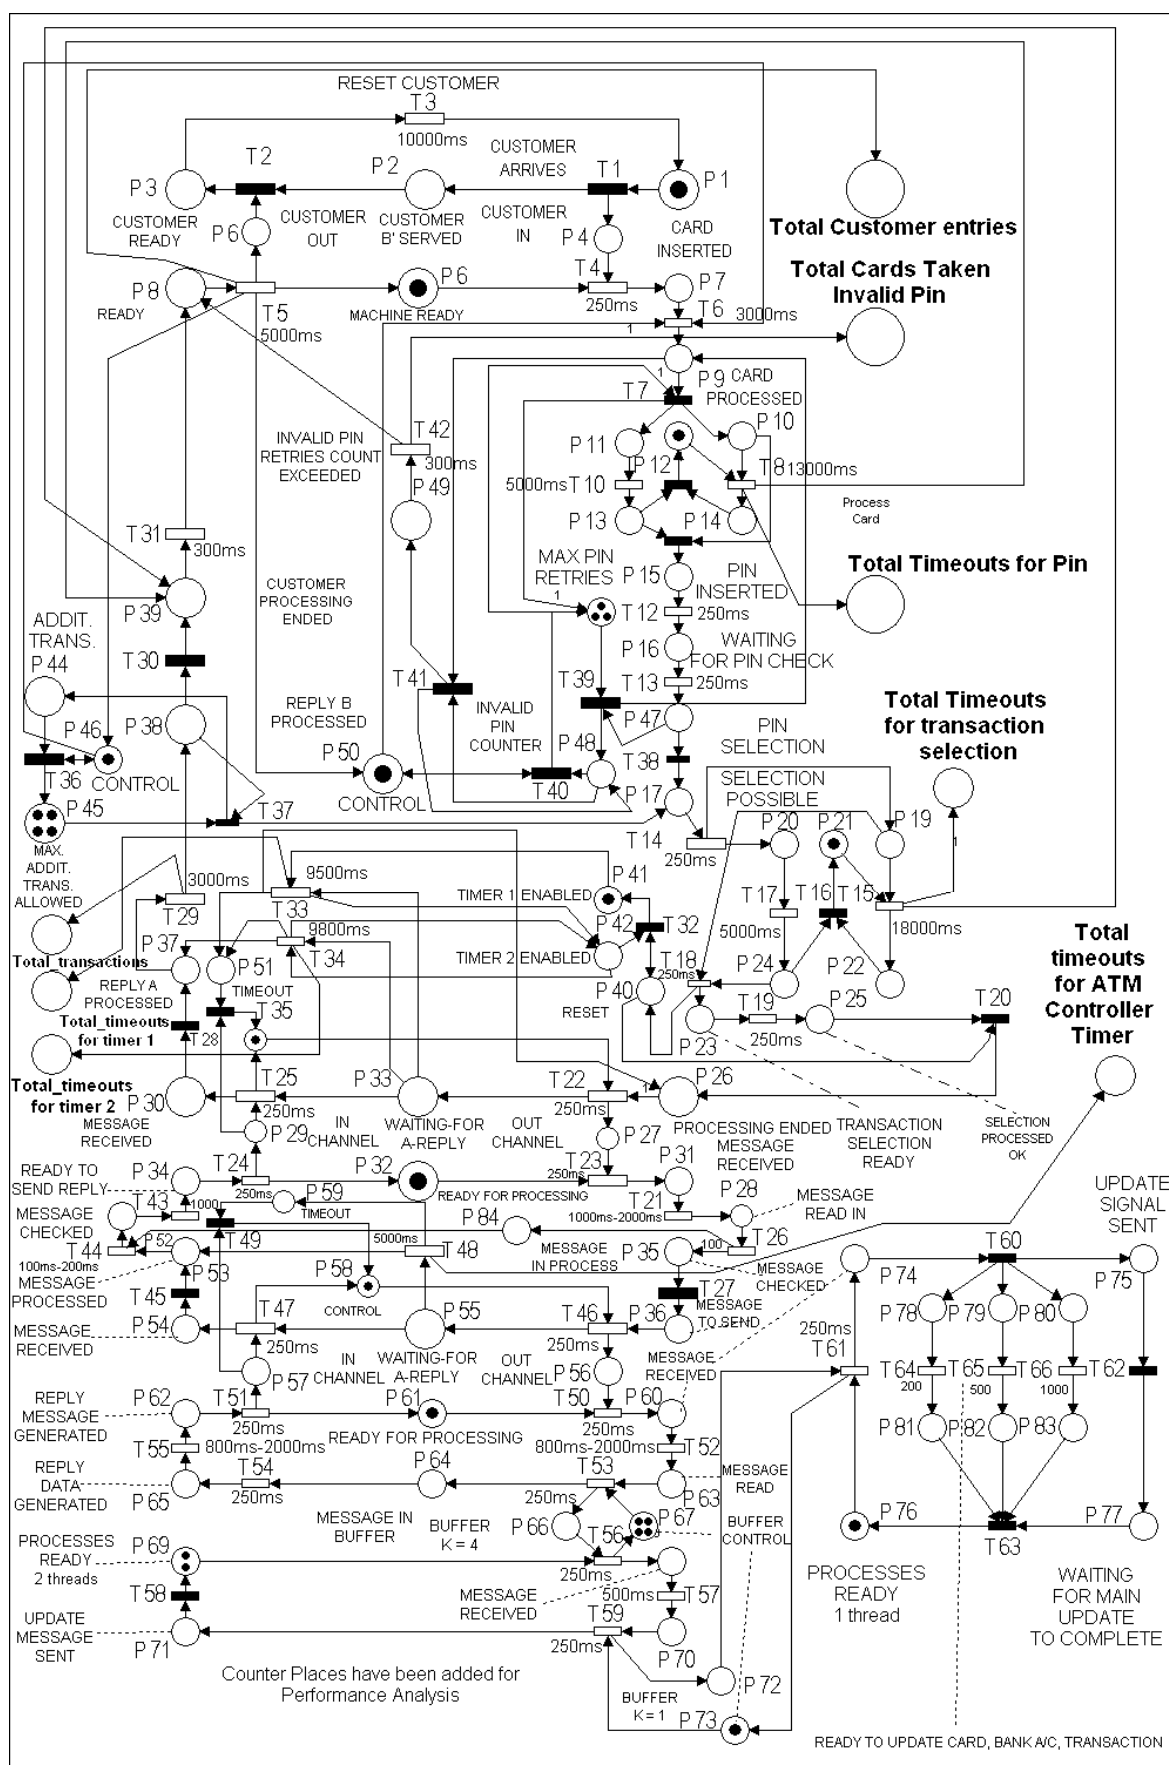 RESET CUSTOMER
T3
10000ms
T2
P2
CUSTOMER
ARRIVES
T1
P3
P1
CUSTOMER
READY
P6
CUSTOMER
OUT
CUSTOMER
B' SERVED
CUSTOMER
IN
P4
CARD
INSERTED
Total Customer entries
P8
READY
T5
5000ms
P6
MACHINE READY
T4
250ms
P7
T6
3000ms
1
Total Cards Taken
Invalid Pin
1
P9
CARD
PROCESSED
T7
P10
P11
P12
T42
300ms
INVALID PIN
RETRIES COUNT
EXCEEDED
P49
5000ms
T10
T8
13000ms
P13
P14
Process
Card
T31
300ms
MAX PIN
RETRIES
1
P15
PIN
INSERTED
Total Timeouts for Pin
P39
CUSTOMER
PROCESSING
ENDED
T12
250ms
ADDIT.
TRANS.
P44
T30
P16
WAITING
FOR PIN CHECK
T41
T39
T13
250ms
P38
P46
REPLY B
PROCESSED
INVALID
PIN
COUNTER
P47
PIN
SELECTION
Total Timeouts
for transaction
selection
T36
CONTROL
P50
CONTROL
P48
T40
T38
SELECTION
POSSIBLE
P45
T37
P17
MAX.
ADDIT.
TRANS.
ALLOWED
T14
250ms
P20
P21
P19
1
3000ms
T29
9500ms
T33
TIMER 1 ENABLED
P41
T17
T16
T15
18000ms
P42
T32
5000ms
9800ms
T34
TIMER 2 ENABLED
P37
P51
TIMEOUT
T18
250ms
P24
P22
Total
timeouts
for ATM
Controller
Timer
Total_transactions
REPLY A
PROCESSED
P40
RESET
T19
250ms
P25
T20
Total_timeouts
for timer 1
T28
T35
P23
Total_timeouts
for timer 2
P30
T25
250ms
P33
T22
250ms
1
P26
MESSAGE
RECEIVED
P29
IN
CHANNEL
WAITING-FOR
A-REPLY
OUT
CHANNEL
P27
PROCESSING ENDED
MESSAGE
RECEIVED
TRANSACTION
SELECTION
READY
SELECTION
PROCESSED
OK
READY TO
SEND REPLY
P34
T24
250ms
P32
READY FOR PROCESSING
T23
250ms
P31
T43
1000
P59
TIMEOUT
T21
1000ms-2000ms
P28
MESSAGE
READ IN
UPDATE
SIGNAL
SENT
MESSAGE
CHECKED
T44
P52
100ms-200ms
T49
5000ms
T48
P84
T26
100
MESSAGE
IN PROCESS
P35
MESSAGE
CHECKED
P74
T60
P75
MESSAGE
PROCESSED
P53
P58
CONTROL
T27
MESSAGE
TO SEND
T45
P54
T47
250ms
P55
T46
250ms
P36
P78
P79
P80
MESSAGE
RECEIVED
P57
IN
CHANNEL
WAITING-FOR
A-REPLY
OUT
CHANNEL
P56
MESSAGE
RECEIVED
250ms
T61
T64
200
T65
500
T66
1000
T62
REPLY
MESSAGE
GENERATED
P62
T51
250ms
P61
READY FOR PROCESSING
T50
250ms
P60
P81
P82
P83
T55
800ms-2000ms
800ms-2000ms
T52
REPLY
DATA
GENERATED
P65
T54
250ms
P64
T53
250ms
P63
MESSAGE
READ
MESSAGE IN
BUFFER
BUFFER
K = 4
P66
P67
BUFFER
CONTROL
P76
T63
P77
PROCESSES
READY
2 threads
P69
T56
250ms
PROCESSES
READY
1 thread
WAITING
FOR MAIN
UPDATE
TO COMPLETE
T58
MESSAGE
RECEIVED
500ms
T57
UPDATE
MESSAGE
SENT
P71
T59
250ms
P70
P72
Counter Places have been added for
Performance Analysis
BUFFER
K = 1
P73
READY TO UPDATE CARD, BANK A/C, TRANSACTION